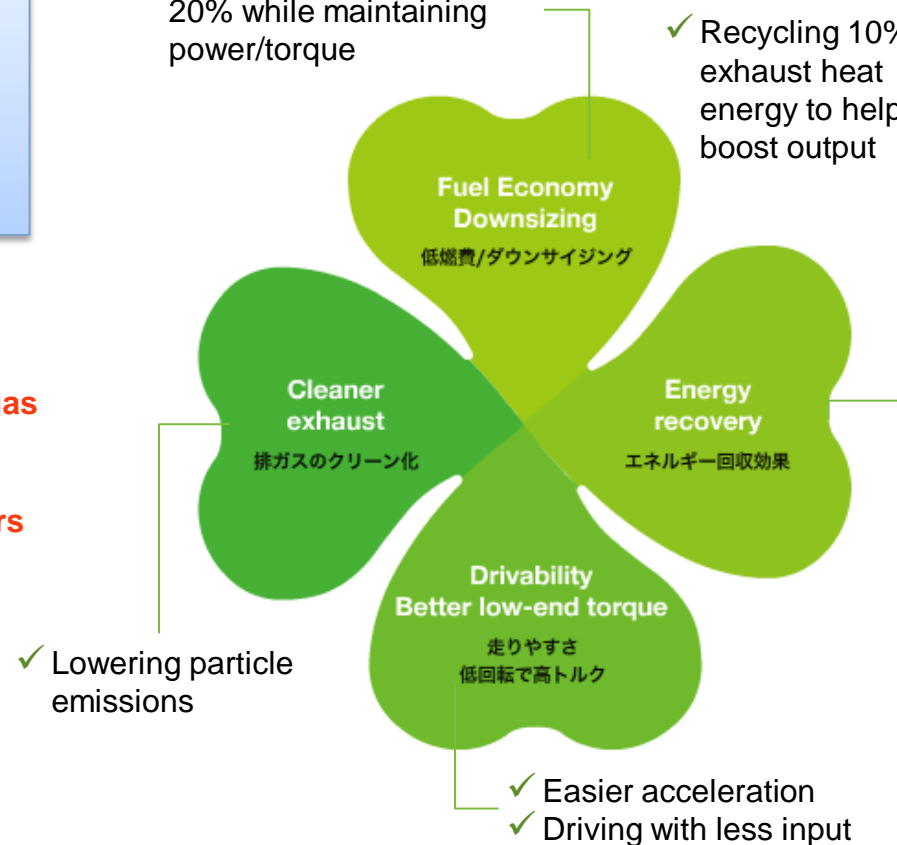 20% while maintaining
power/torque
Recycling 10%
exhaust heat
energy to help
boost output
Fuel Economy
Downsizing
低燃費/ダウンサイジング
Cleaner
exhaust
排ガスのクリーン化
Energy
recovery
エネルギー回収効果
gas
rs
Drivability
Better low-end torque
走りやすさ
低回転で高トルク
Lowering particle
emissions
Easier acceleration
Driving with less input